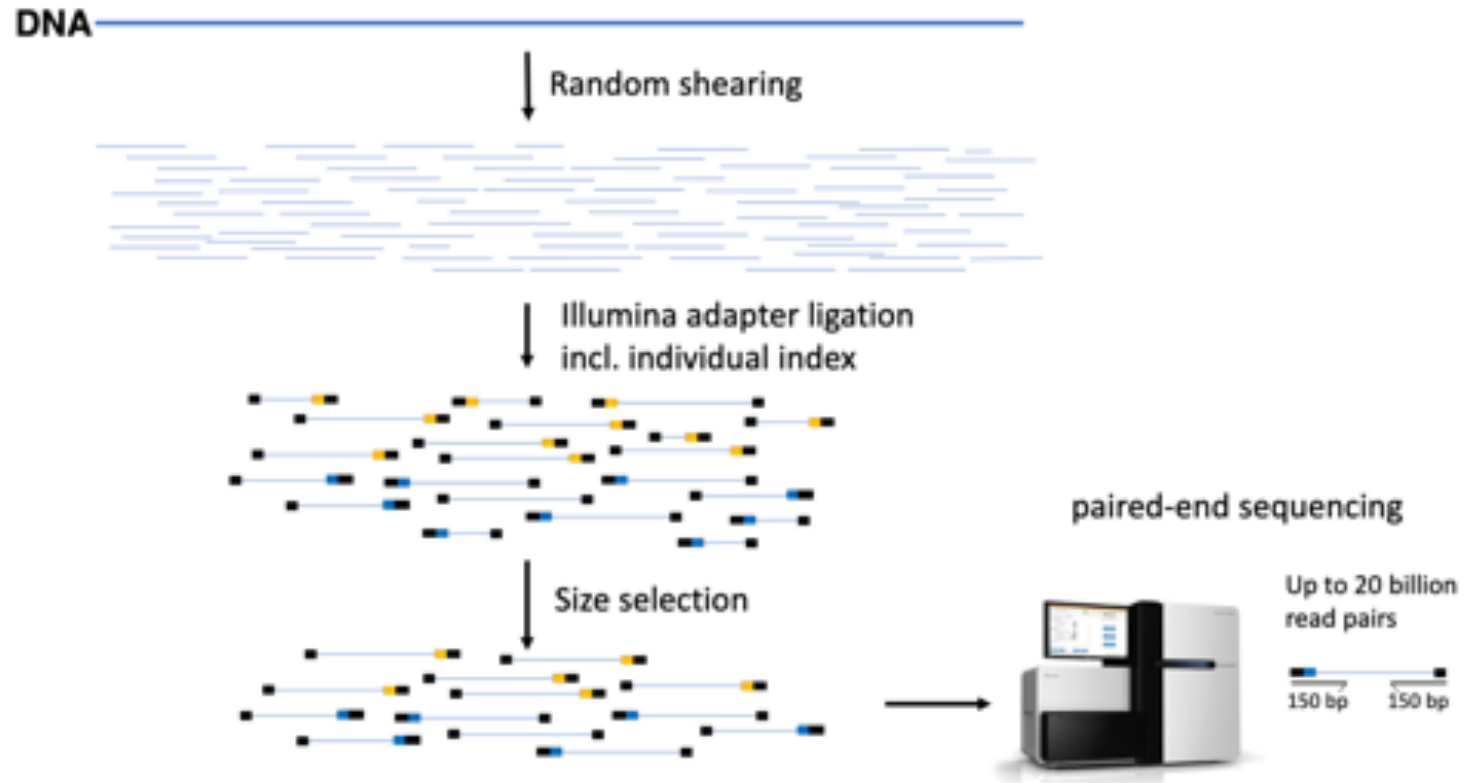 DNA
Random shearing
Illumina adapter ligation
incl. individual index
Size selection
paired-end sequencing
Up to 20 billion
read pairs
150 bp 150 bp